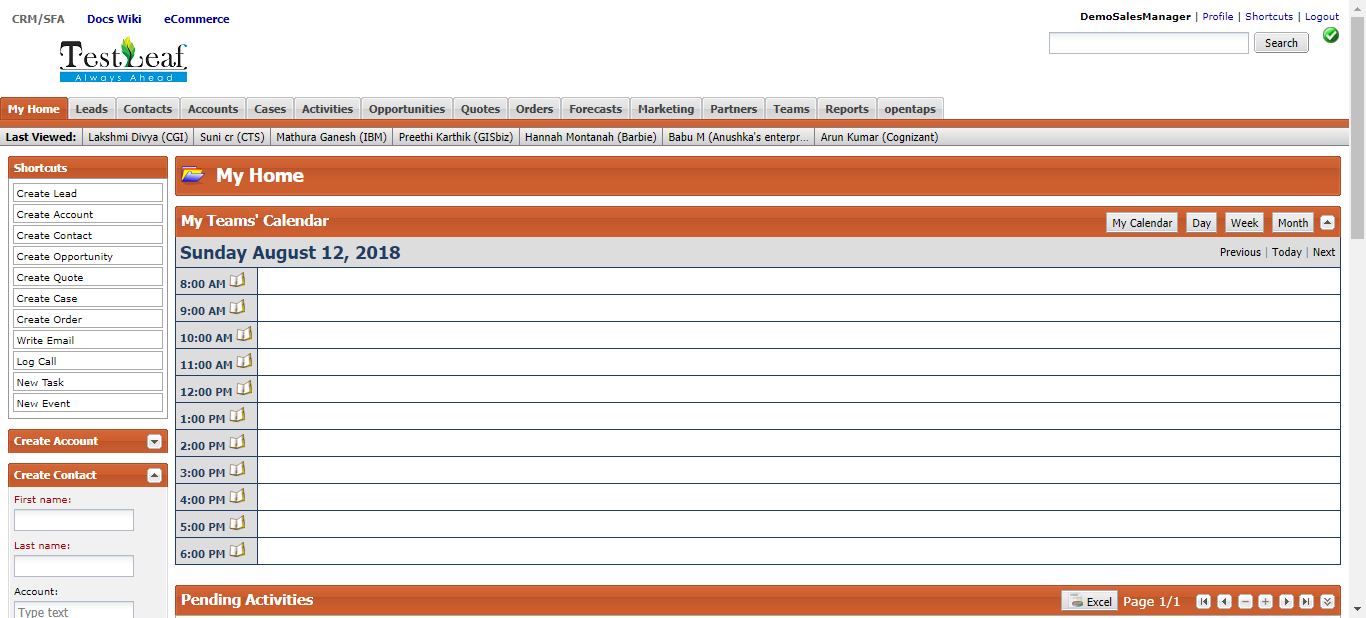 CRM/SFA Docs Wiki eCommerce
DemoSalesManager | Profile | Shortcuts | Logout
TestLeaf
Always Ahead
Search
My Home Leads Contacts Accounts Cases Activities Opportunities Quotes Orders Forecasts Marketing Partners Teams Reports opentaps
Last Viewed: Lakshmi Divya (CGI) Suni cr (CTS) Mathura Ganesh (IBM) Preethi Karthik (GISbiz) Hannah Montanah (Barbie) Babu M (Anushka's enterpr... Arun Kumar (Cognizant)
Shortcuts
Create Lead
Create Account
Create Contact
Create Opportunity
Create Quote
Create Case
Create Order
Write Email
Log Call
New Task
New Event
Create Account
Create Contact
First name:
Last name:
Account:
Type text
My Home
My Teams' Calendar My Calendar Day Week Month
Sunday August 12, 2018 Previous | Today | Next
8:00 AM
9:00 AM
10:00 AM
11:00 AM
12:00 PM
1:00 PM
2:00 PM
3:00 PM
4:00 PM
5:00 PM
6:00 PM
Pending Activities Excel Page 1/1